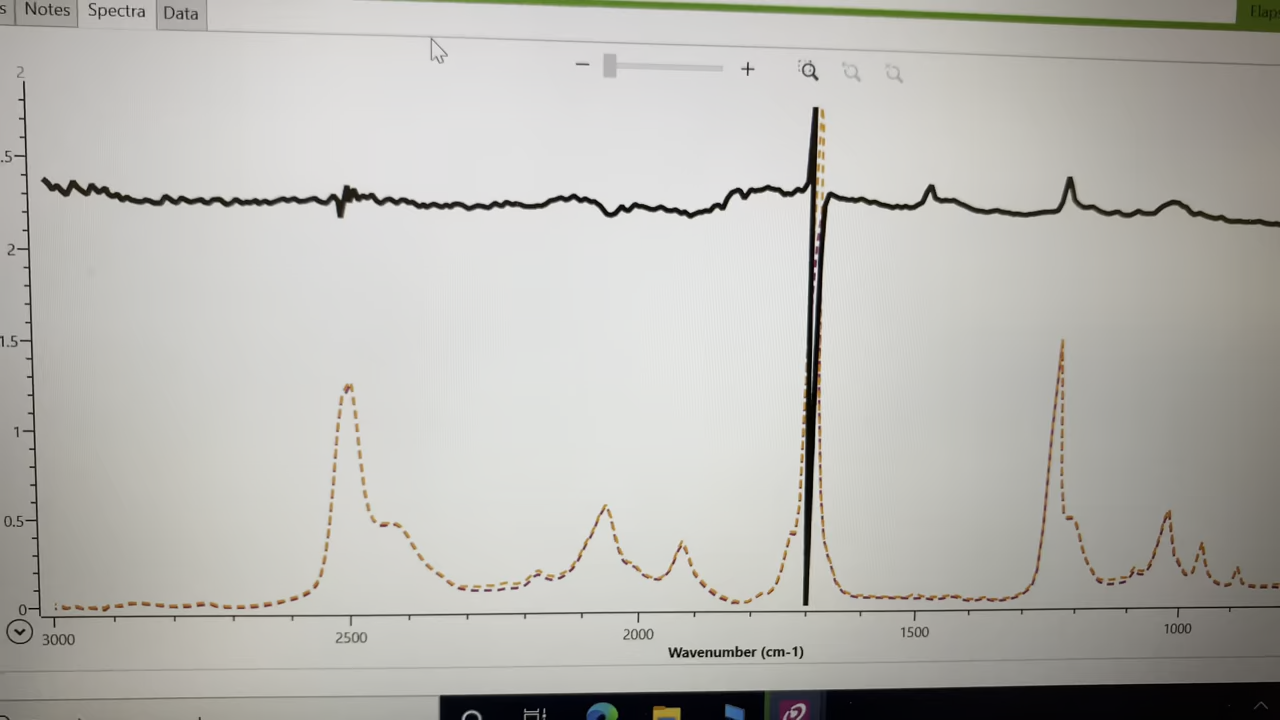 s Notes Spectra Data
Elaps
− +
2
.5
2
1.5
1
0.5
0
3000 2500 2000 1500 1000
Wavenumber (cm-1)